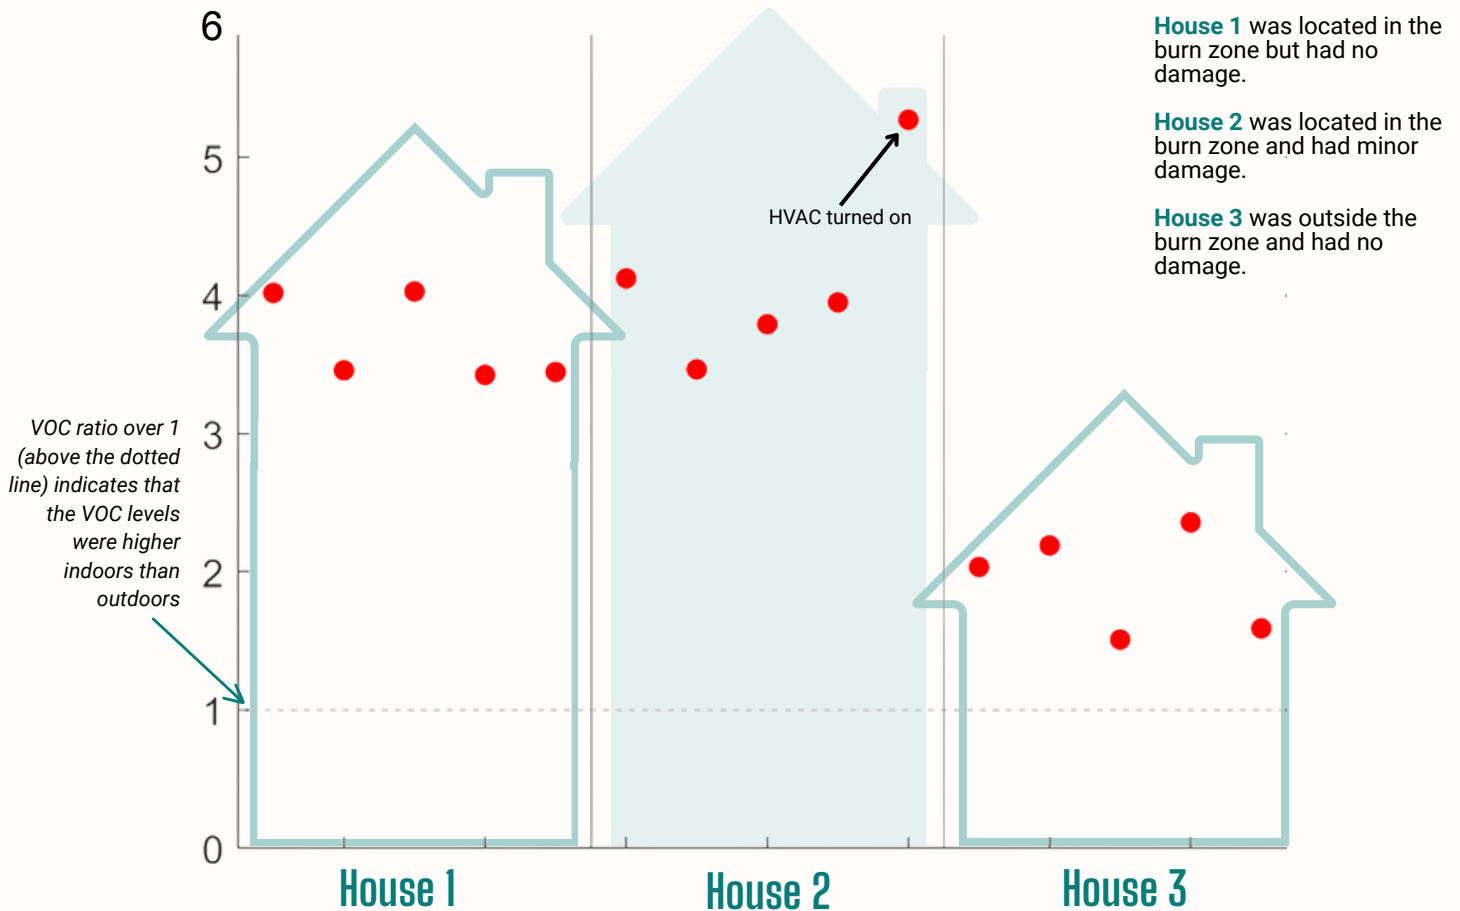 6
5
4
3
2
1
0
House 1 was located in the
burn zone but had no
damage.
House 2 was located in the
burn zone and had minor
damage.
House 3 was outside the
burn zone and had no
damage.
HVAC turned on
VOC ratio over 1
(above the dotted
line) indicates that
the VOC levels
were higher
indoors than
outdoors
House 1
House 2
House 3